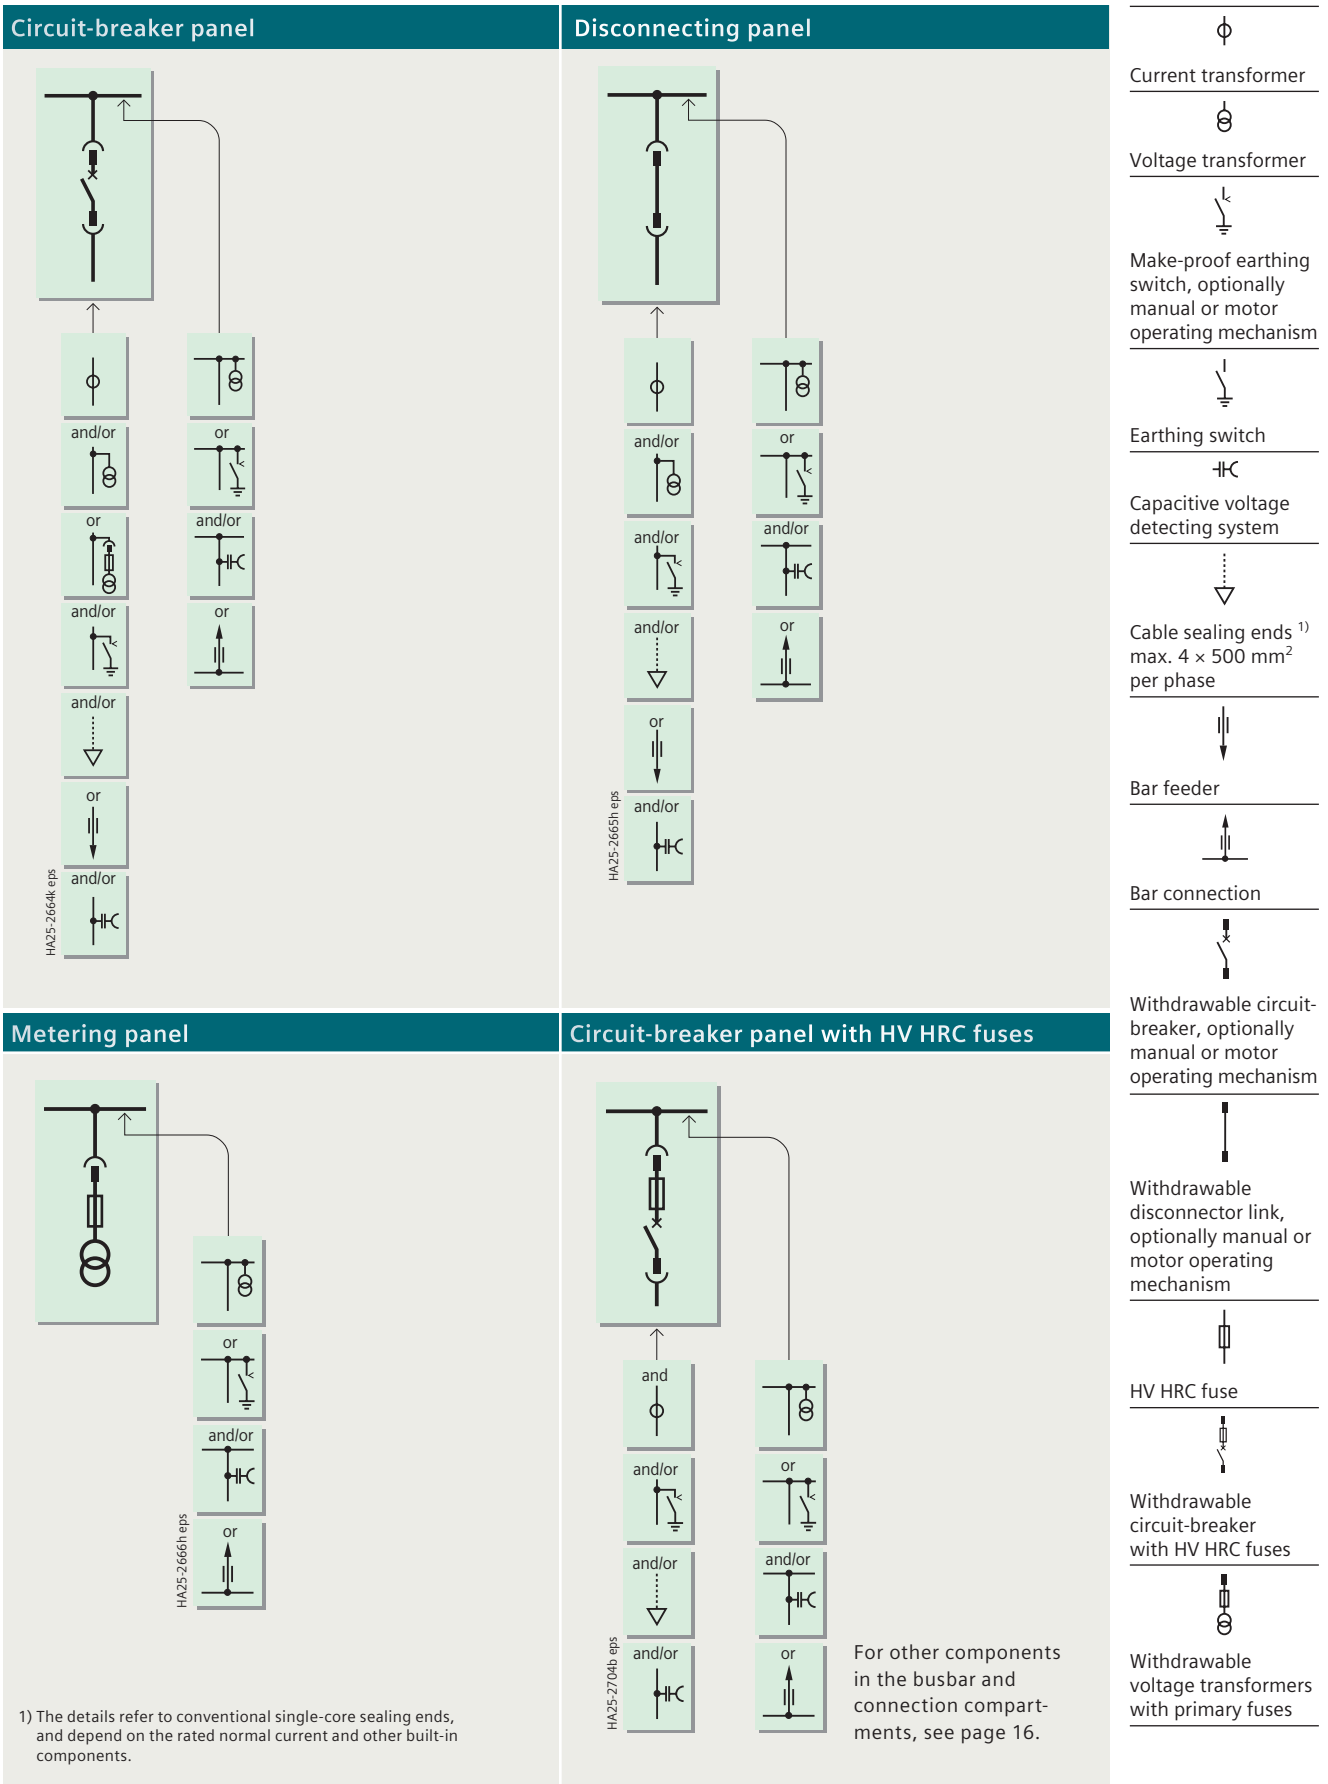 Circuit-breaker panel
and/or
or
and/or
and/or
or
and/or
or
and/or
or
HA25-2664k eps
Disconnecting panel
and/or
and/or
and/or
or
and/or
or
and/or
or
HA25-2665h eps
Metering panel
or
and/or
or
HA25-2666h eps
1) The details refer to conventional single-core sealing ends,
and depend on the rated normal current and other built-in
components.
Circuit-breaker panel with HV HRC fuses
and
and/or
and/or
and/or
or
and/or
or
HA25-2704b eps
For other components
in the busbar and
connection compart-
ments, see page 16.
Current transformer
Voltage transformer
Make-proof earthing
switch, optionally
manual or motor
operating mechanism
Earthing switch
Capacitive voltage
detecting system
Cable sealing ends 1)
max. 4 × 500 mm2
per phase
Bar feeder
Bar connection
Withdrawable circuit-
breaker, optionally
manual or motor
operating mechanism
Withdrawable
disconnector link,
optionally manual or
motor operating
mechanism
HV HRC fuse
Withdrawable
circuit-breaker
with HV HRC fuses
Withdrawable
voltage transformers
with primary fuses